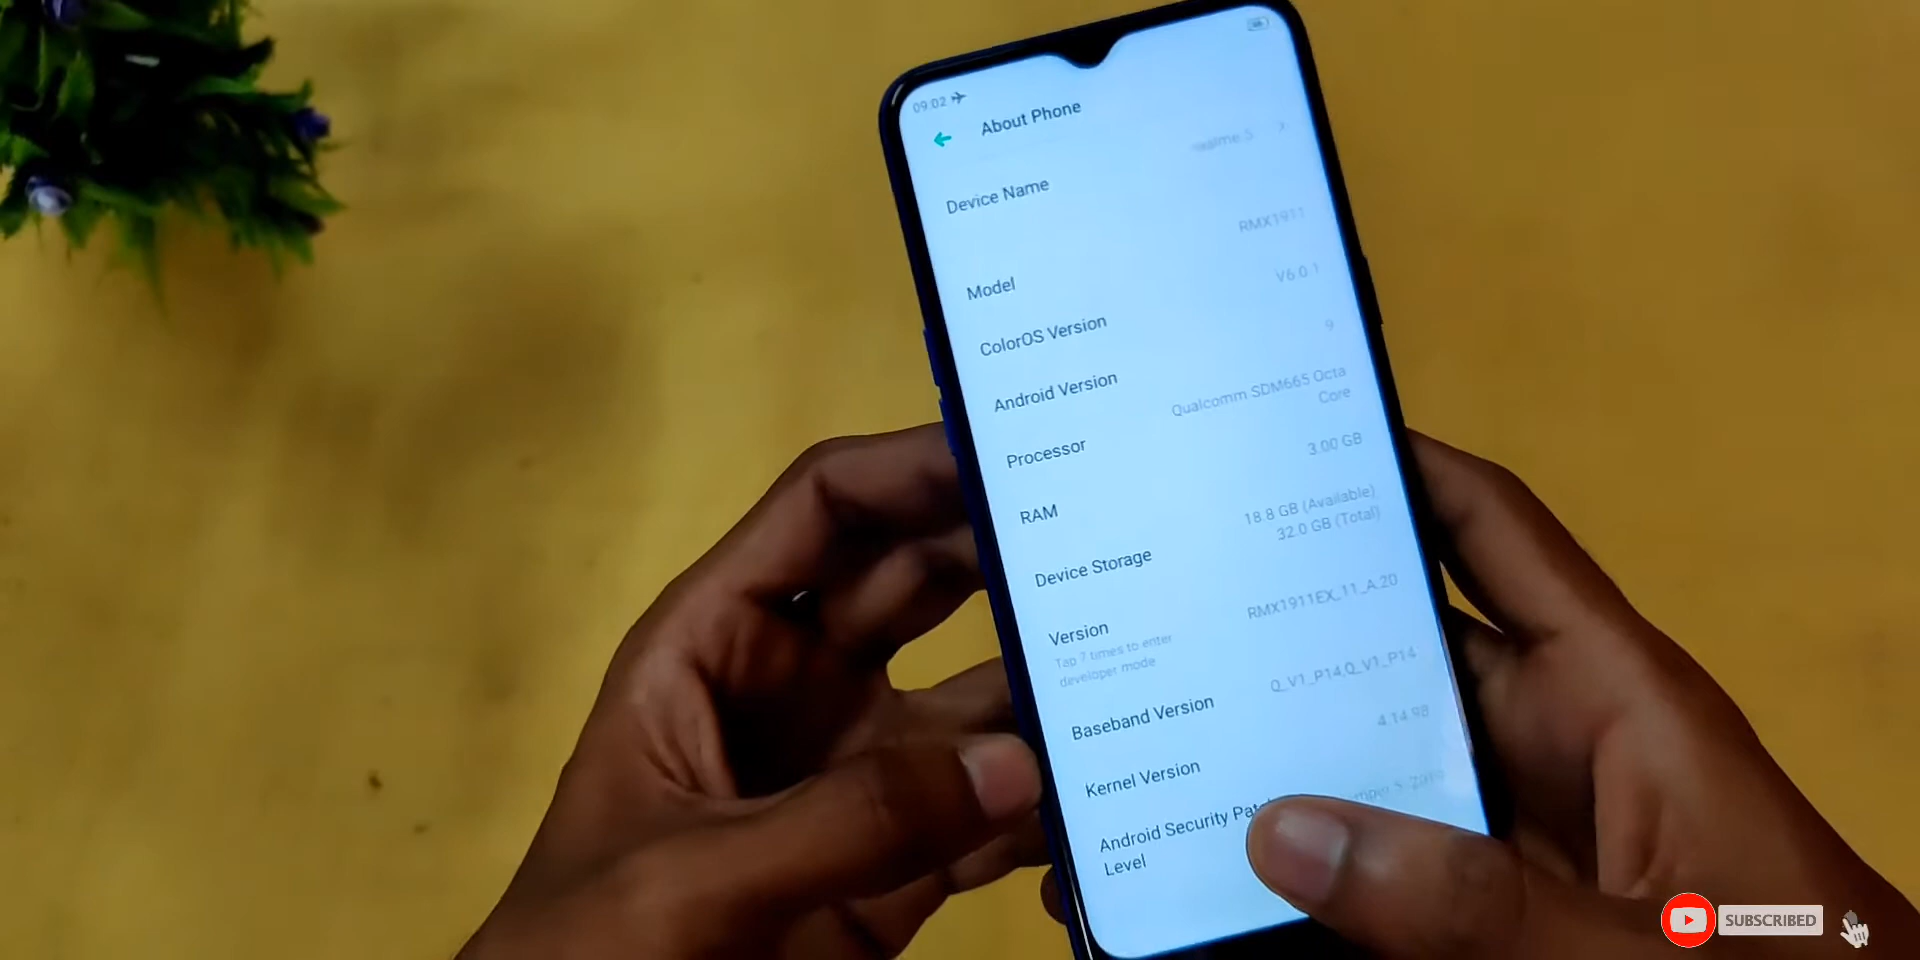 09:02
About Phone
Device Name
realme 5
Model
RMX1911
ColorOS Version
V6.0.1
Android Version
9
Processor
Qualcomm SDM665 Octa
Core
RAM
3.00 GB
Device Storage
18.8 GB (Available)
32.0 GB (Total)
Version
RMX1911EX_11_A.20
Tap 7 times to enter
developer mode
Baseband Version
Q_V1_P14,Q_V1_P14
Kernel Version
4.14.98
Android Security
Level
SUBSCRIBED